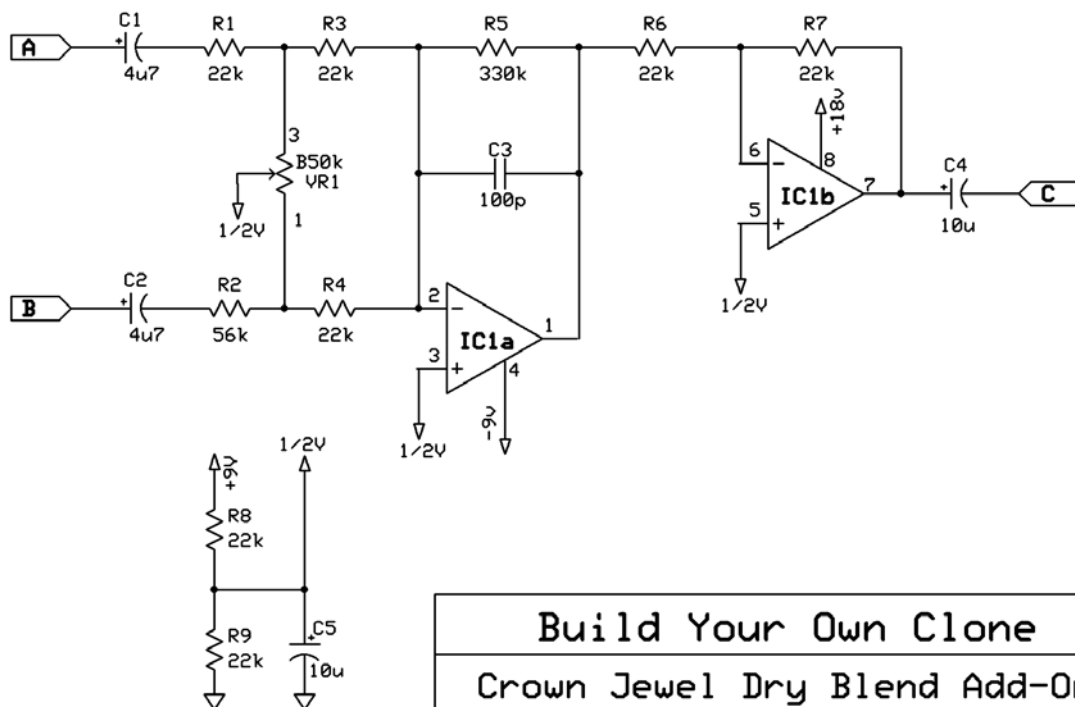 C1
R1
R3
R5
R6
R7
A
+
4u7
22k
22k
330k
22k
22k
+18v
3
B50k
VR1
C3
100p
6
-
8
C4
IC1b
7
+
C
1/2V
1
5
+
10u
C2
R2
R4
B
+
4u7
56k
22k
2
-
1/2V
IC1a
1
3
+
4
-9v
1/2V
1/2V
+9V
R8
22k
R9
22k
C5
+
10u
Build Your Own Clone
Crown Jewel Dry Blend Add-On